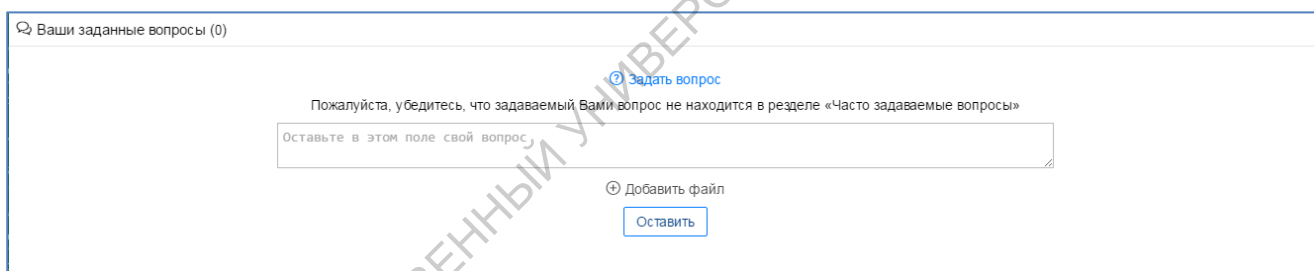 Ваши заданные вопросы (0)
Задать вопрос
Пожалуйста, убедитесь, что задаваемый Вами вопрос не находится в разделе «Часто задаваемые вопросы»
Оставьте в этом поле свой вопрос
Добавить файл
Оставить